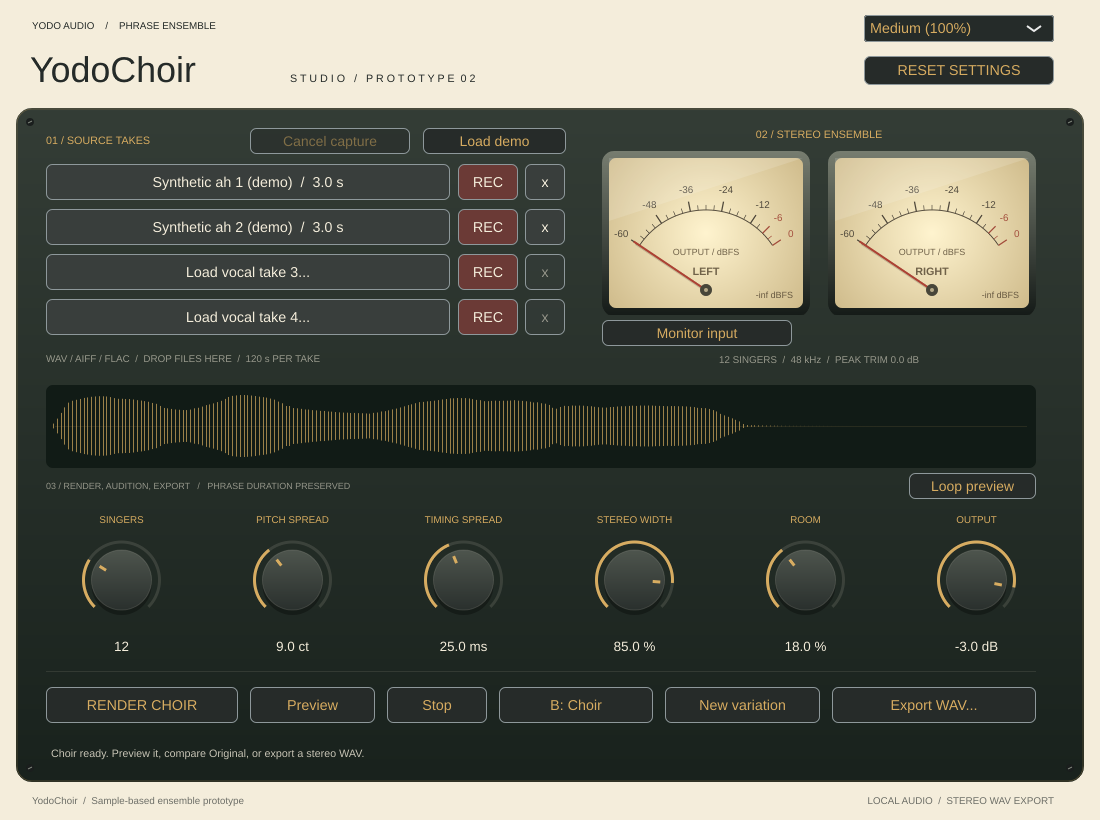 YODO AUDIO / PHRASE ENSEMBLE
Medium (100%)
YodoChoir
STUDIO / PROTOTYPE 02
RESET SETTINGS
01 / SOURCE TAKES
Cancel capture
Load demo
Synthetic ah 1 (demo) / 3.0 s
REC
x
Synthetic ah 2 (demo) / 3.0 s
REC
x
Load vocal take 3...
REC
x
Load vocal take 4...
REC
x
WAV / AIFF / FLAC / DROP FILES HERE / 120 s PER TAKE
02 / STEREO ENSEMBLE
-60
-48
-36
-24
-12
-6
0
OUTPUT / dBFS
LEFT
-inf dBFS
-60
-48
-36
-24
-12
-6
0
OUTPUT / dBFS
RIGHT
-inf dBFS
Monitor input
12 SINGERS / 48 kHz / PEAK TRIM 0.0 dB
03 / RENDER, AUDITION, EXPORT / PHRASE DURATION PRESERVED
Loop preview
SINGERS
PITCH SPREAD
TIMING SPREAD
STEREO WIDTH
ROOM
OUTPUT
12
9.0 ct
25.0 ms
85.0 %
18.0 %
-3.0 dB
RENDER CHOIR
Preview
Stop
B: Choir
New variation
Export WAV...
Choir ready. Preview it, compare Original, or export a stereo WAV.
YodoChoir / Sample-based ensemble prototype
LOCAL AUDIO / STEREO WAV EXPORT